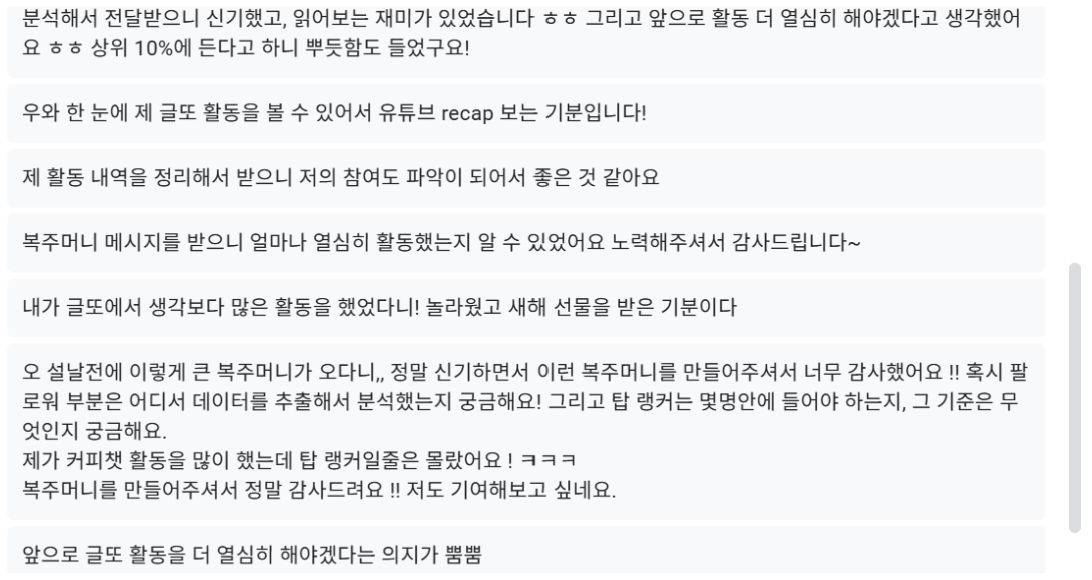 분석해서 전달받으니 신기했고, 읽어보는 재미가 있었습니다 ㅎㅎ 그리고 앞으로 활동 더 열심히 해야겠다고 생각했어
요 ㅎㅎ 상위 10%에 든다고 하니 뿌듯함도 들었구요!
우와 한 눈에 제 글또 활동을 볼 수 있어서 유튜브 recap 보는 기분입니다!
제 활동 내역을 정리해서 받으니 저의 참여도 파악이 되어서 좋은 것 같아요
복주머니 메시지를 받으니 얼마나 열심히 활동했는지 알 수 있었어요 노력해주셔서 감사드립니다~
내가 글또에서 생각보다 많은 활동을 했었다니! 놀라웠고 새해 선물을 받은 기분이다
오 설날전에 이렇게 큰 복주머니가 오다니,, 정말 신기하면서 이런 복주머니를 만들어주셔서 너무 감사했어요 !! 혹시 팔
로워 부분은 어디서 데이터를 추출해서 분석했는지 궁금해요! 그리고 탑 랭커는 몇명안에 들어야 하는지, 그 기준은 무
엇인지 궁금해요.
제가 커피챗 활동을 많이 했는데 탑 랭커일줄은 몰랐어요 ! ㅋㅋㅋ
복주머니를 만들어주셔서 정말 감사드려요 !! 저도 기여해보고 싶네요.
앞으로 글또 활동을 더 열심히 해야겠다는 의지가 뿜뿜